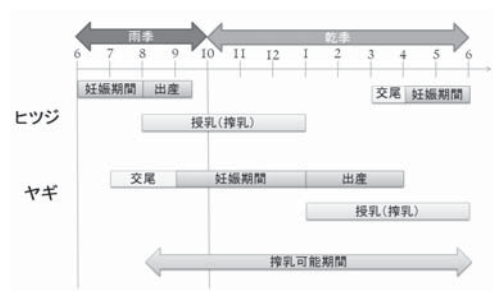 雨季 乾季
6 7 8 9 10 11 12 1 2 3 4 5 6
妊娠期間 出産 交尾 妊娠期間
ヒツジ
授乳(搾乳)
交尾 妊娠期間 出産
ヤギ
授乳(搾乳)
搾乳可能期間